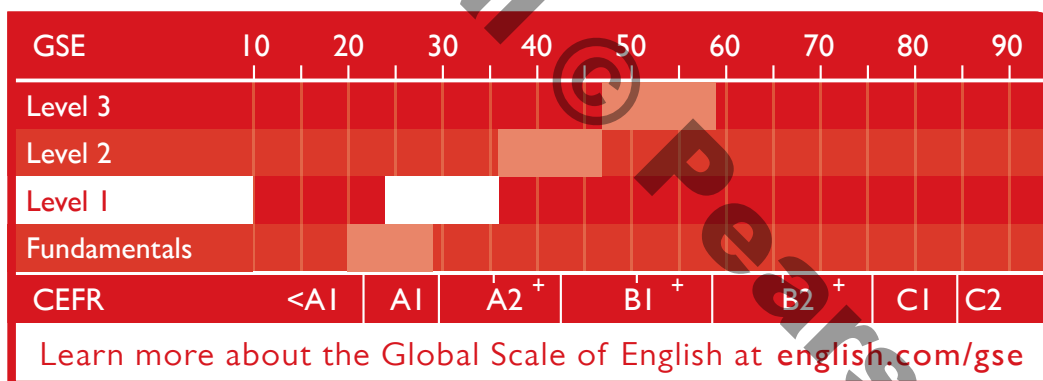 GSE 10 20 30 40 50 60 70 80 90
Level 3
Level 2
Level 1
Fundamentals
CEFR <A1 A1 A2 + B1 + B2 + C1 C2
Learn more about the Global Scale of English at english.com/gse
© Pears